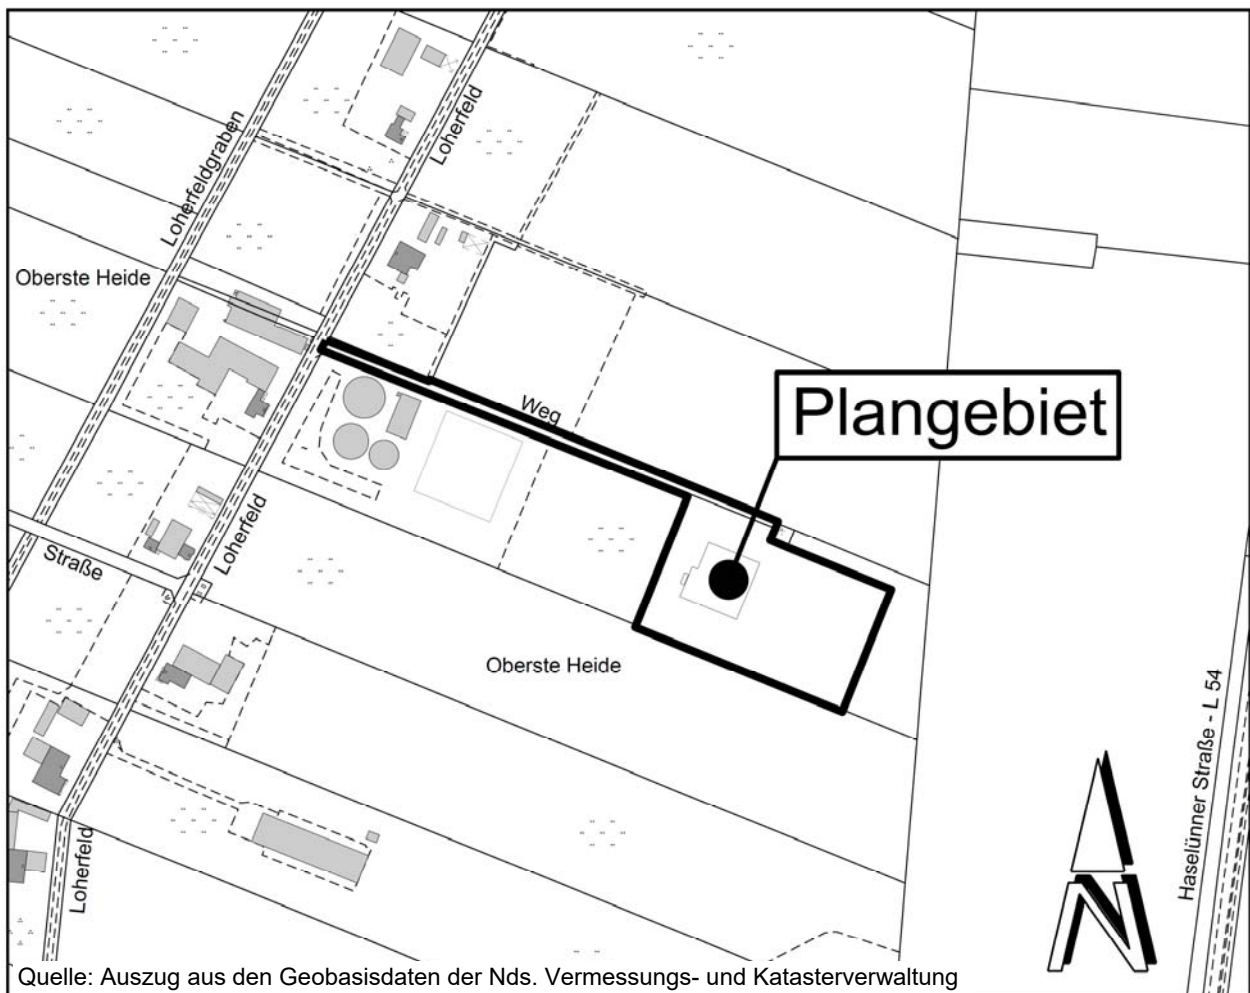 Loherfeldgraben
Loherfeld
Oberste Heide
Weg
Plangebiet
Loherfeld
Straße
Oberste Heide
Haselünner Straße - L 54
Loherfeld
N
Quelle: Auszug aus den Geobasisdaten der Nds. Vermessungs- und Katasterverwaltung